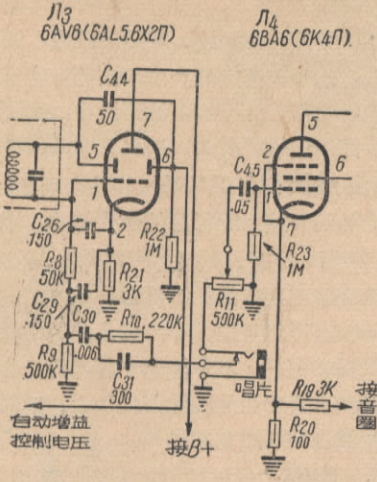 Л3
6AV6(6AL5.6X2П)
Л4
6BA6(6К4П).
C44
50
7
5
6
1
2
C26
.150
R8
50K
C29
.150
C30
.006
R9
.500K
R21
3K
R10
.220K
C31
300
R22
1M
5
2
6
1
7
C45
.05
R23
1M
R11
500K
唱片
R19 3K
接音圈
R20
100
自动增益
控制电压
接B+